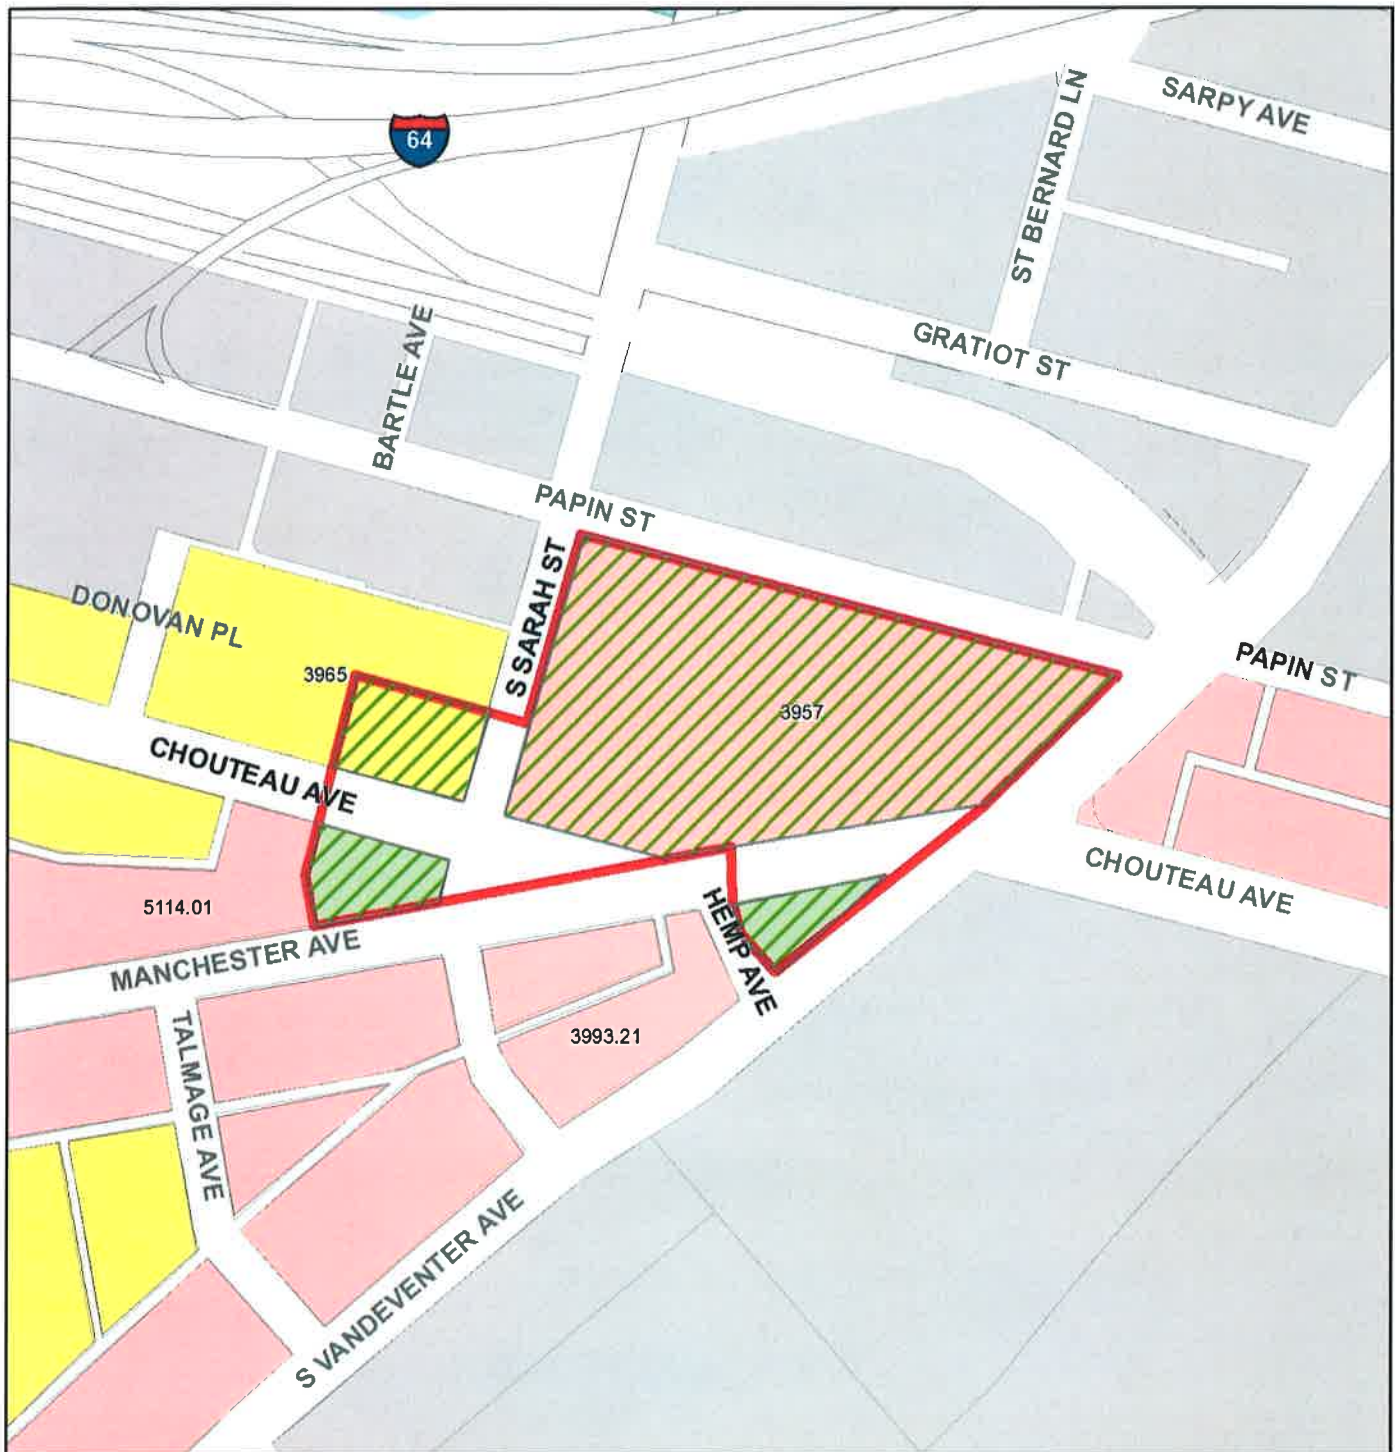 64
SARPY AVE
ST BERNARD LN
GRATIOT ST
BARTLE AVE
PAPIN ST
S SARAH ST
DONOVAN PL
3965
PAPIN ST
3957
CHOUTEAU AVE
CHOUTEAU AVE
5114.01
HEMP AVE
MANCHESTER AVE
3993.21
TALMAGE AVE
S VANDEVENTER AVE